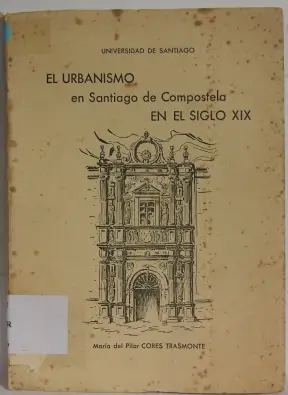 UNIVERSIDAD DE SANTIAGO
EL URBANISMO
en Santiago de Compostela
EN EL SIGLO XIX
María del Pilar CORES TRASMONTE